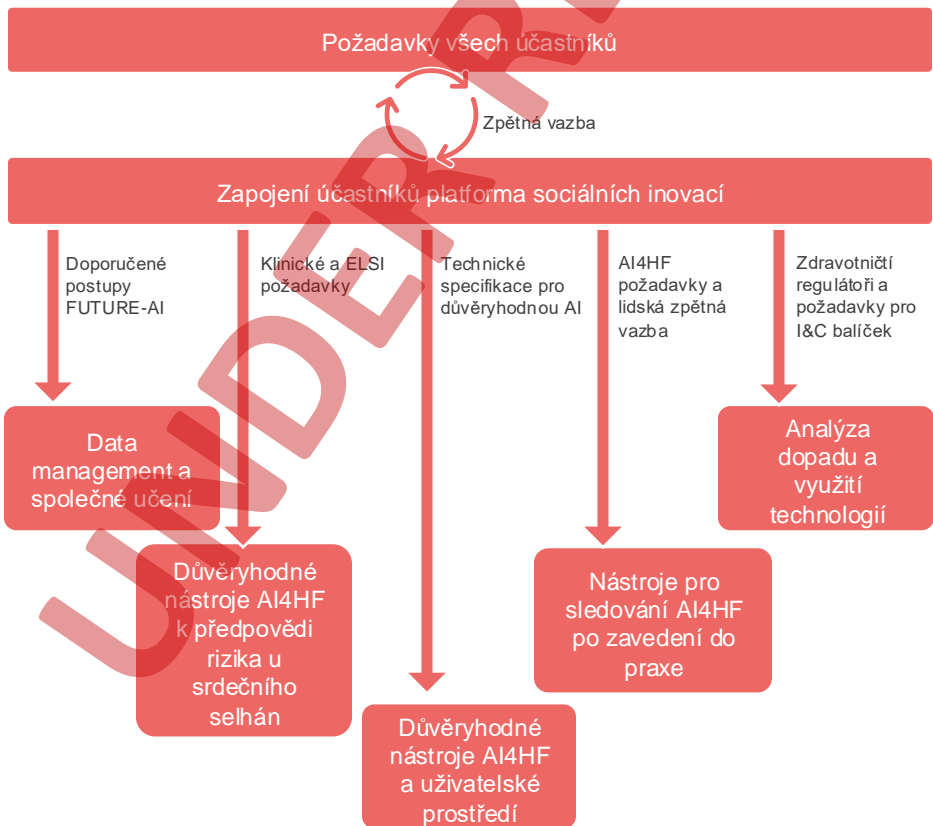 Požadavky všech účastníků
Zpětná vazba
Zapojení účastníků platforma sociálních inovací
Doporučené
postupy
FUTURE-AI
Klinické a ELSI
požadavky
Technické
specifikace pro
důvěryhodnou AI
AI4HF
požadavky a
lidská zpětná
vazba
Zdravotničtí
regulátoři a
požadavky pro
I&C balíček
Data
management a
společné učení
Důvěryhodné
nástroje AI4HF
k předpovědi
rizika u
srdečního
selhán
Důvěryhodné
nástroje AI4HF
a uživatelské
prostředí
Nástroje pro
sledování AI4HF
po zavedení do
praxe
Analýza
dopadu a
využití
technologií
UNDER